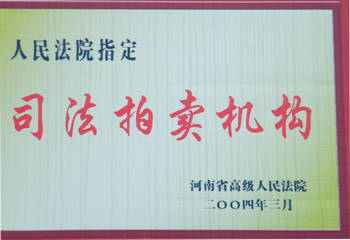 人民法院指定
司法拍卖机构
河南省高级人民法院
二〇〇四年三月